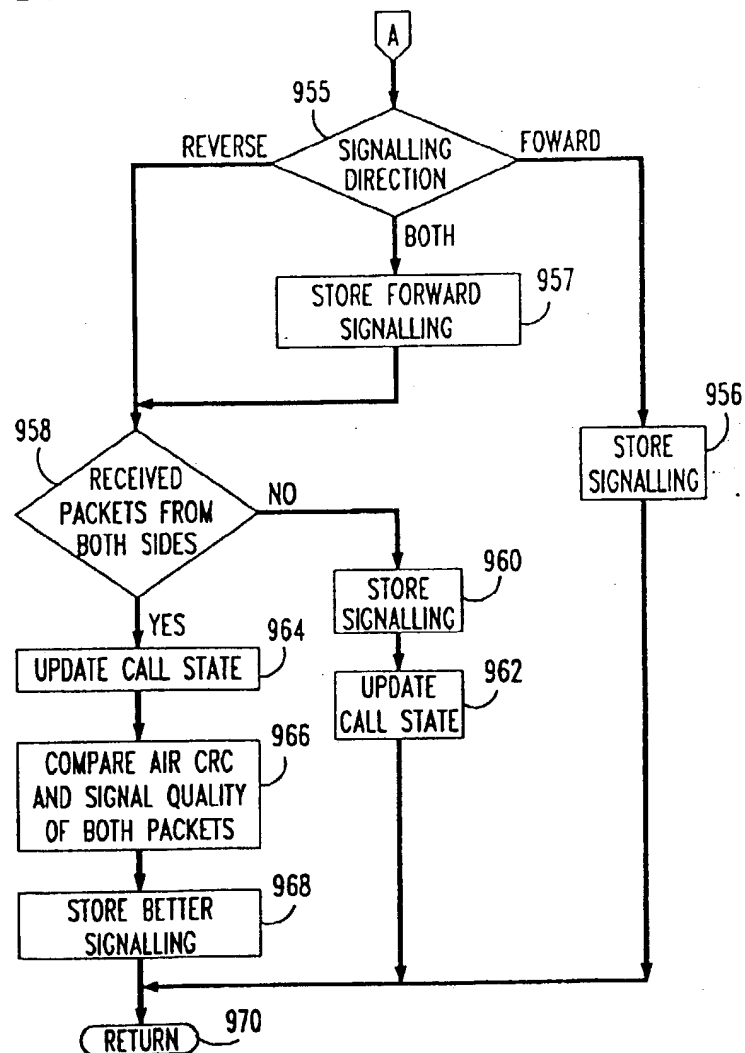 A
955
REVERSE
SIGNALLING
DIRECTION
FOWARD
BOTH
STORE FORWARD
SIGNALLING
957
956
STORE
SIGNALLING
958
RECEIVED
PACKETS FROM
BOTH SIDES
NO
960
STORE
SIGNALLING
YES
964
UPDATE CALL STATE
962
UPDATE
CALL STATE
966
COMPARE AIR CRC
AND SIGNAL QUALITY
OF BOTH PACKETS
968
STORE BETTER
SIGNALLING
RETURN
970